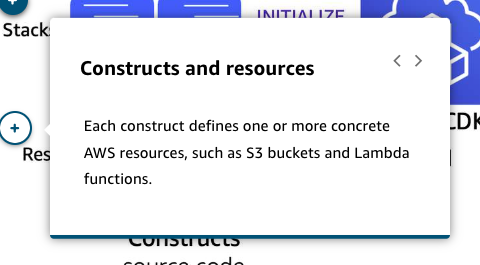 INITIALIZE
Stacks
Constructs and resources
Each construct defines one or more concrete
AWS resources, such as S3 buckets and Lambda
functions.
CDK
Res
Constructs
source code